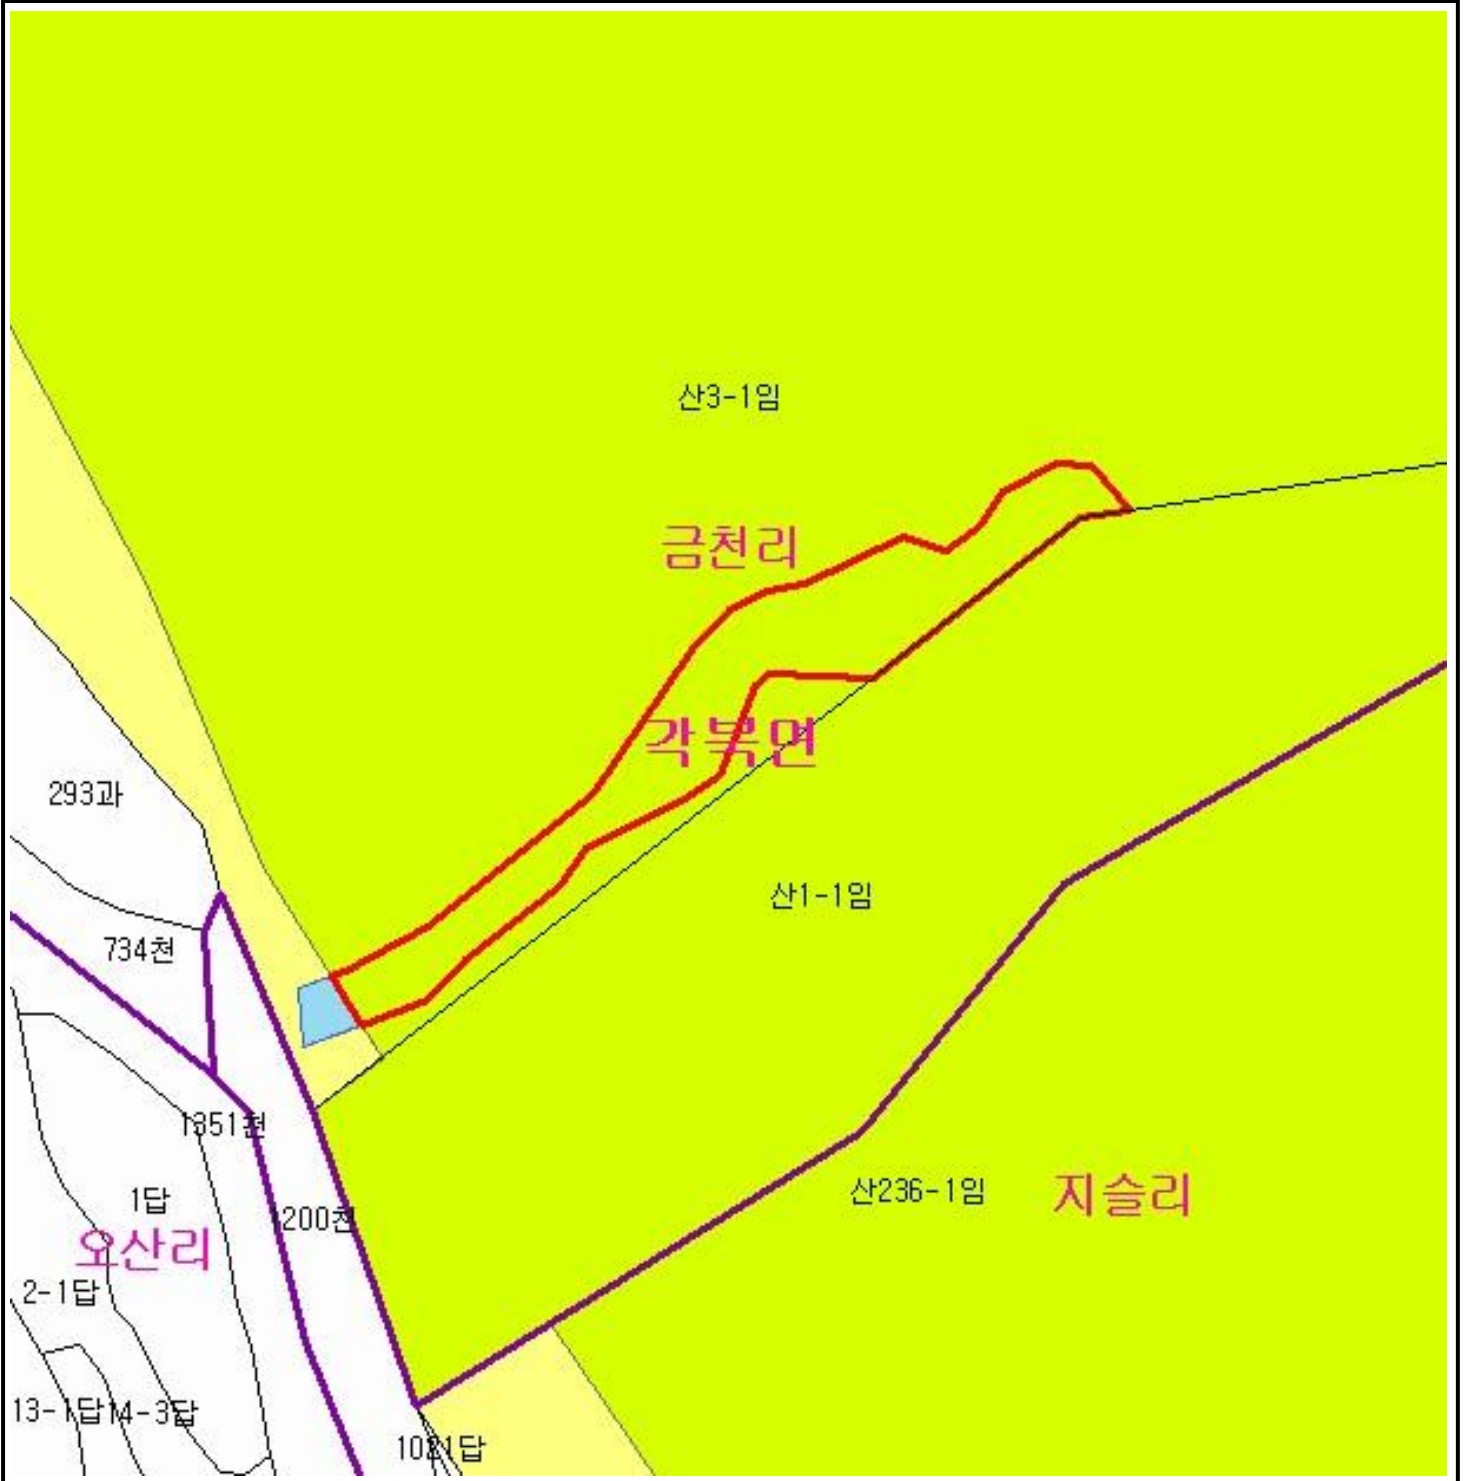 산3-1임
금천리
각북면
293과
산1-1임
734천
1351천
산236-1임
지슬리
1답
1200천
오산리
2-1답
13-1답
14-3답
1021답